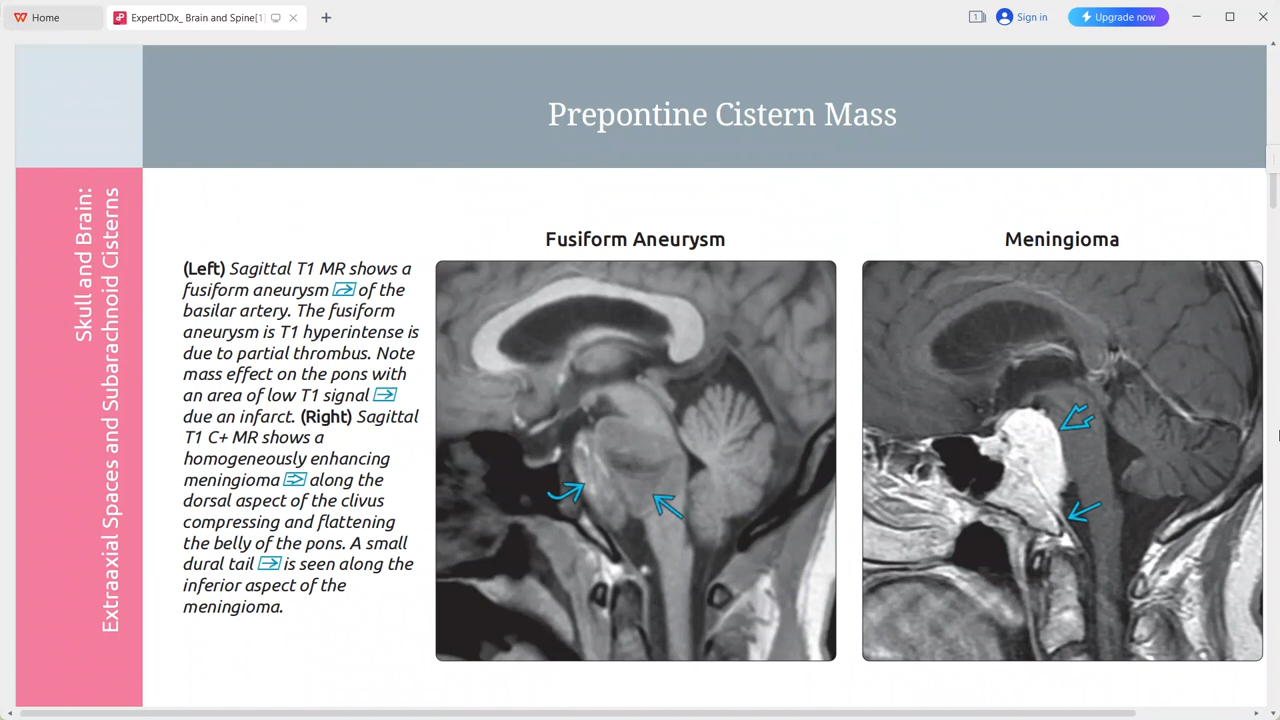 Home
ExpertDDx_ Brain and Spine[1]
1
Sign in
Upgrade now
Prepontine Cistern Mass
Skull and Brain:
Extraaxial Spaces and Subarachnoid Cisterns
Fusiform Aneurysm
Meningioma
(Left) Sagittal T1 MR shows a
fusiform aneurysm of the
basilar artery. The fusiform
aneurysm is T1 hyperintense is
due to partial thrombus. Note
mass effect on the pons with
an area of low T1 signal
due an infarct. (Right) Sagittal
T1 C+ MR shows a
homogeneously enhancing
meningioma along the
dorsal aspect of the clivus
compressing and flattening
the belly of the pons. A small
dural tail is seen along the
inferior aspect of the
meningioma.